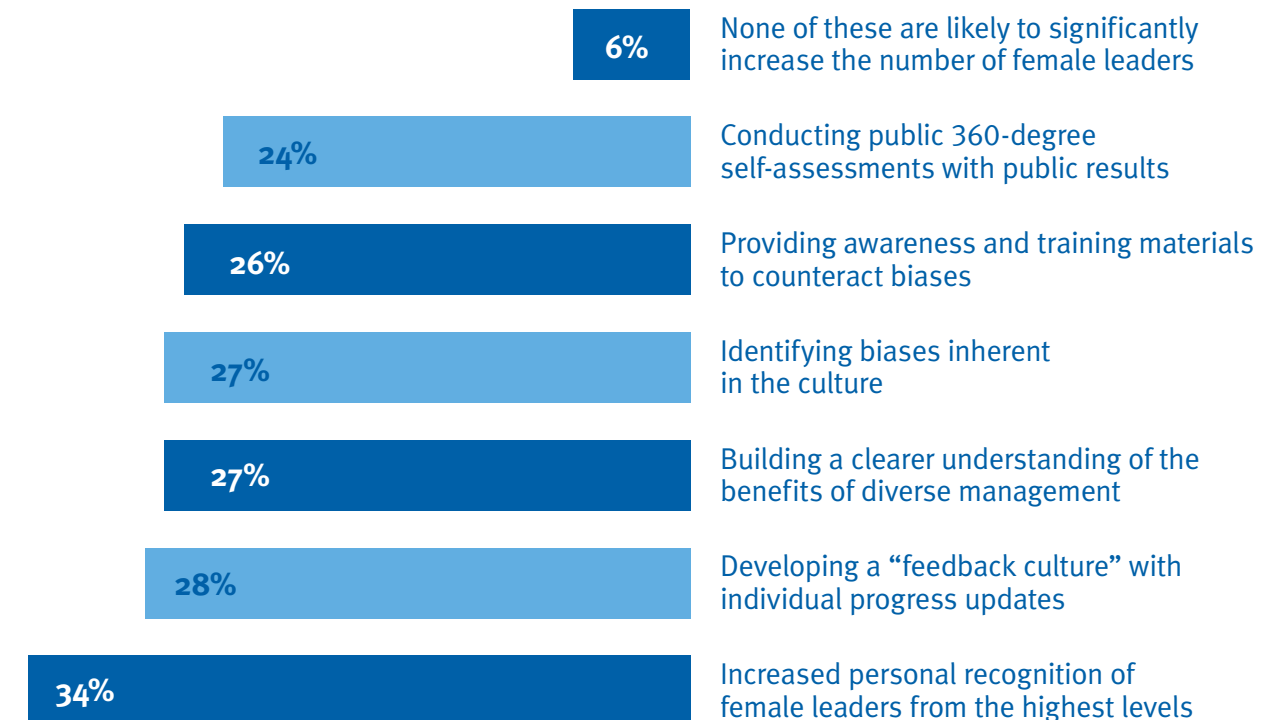 6%
None of these are likely to significantly
increase the number of female leaders
24%
Conducting public 360-degree
self-assessments with public results
26%
Providing awareness and training materials
to counteract biases
27%
Identifying biases inherent
in the culture
27%
Building a clearer understanding of the
benefits of diverse management
28%
Developing a “feedback culture” with
individual progress updates
34%
Increased personal recognition of
female leaders from the highest levels